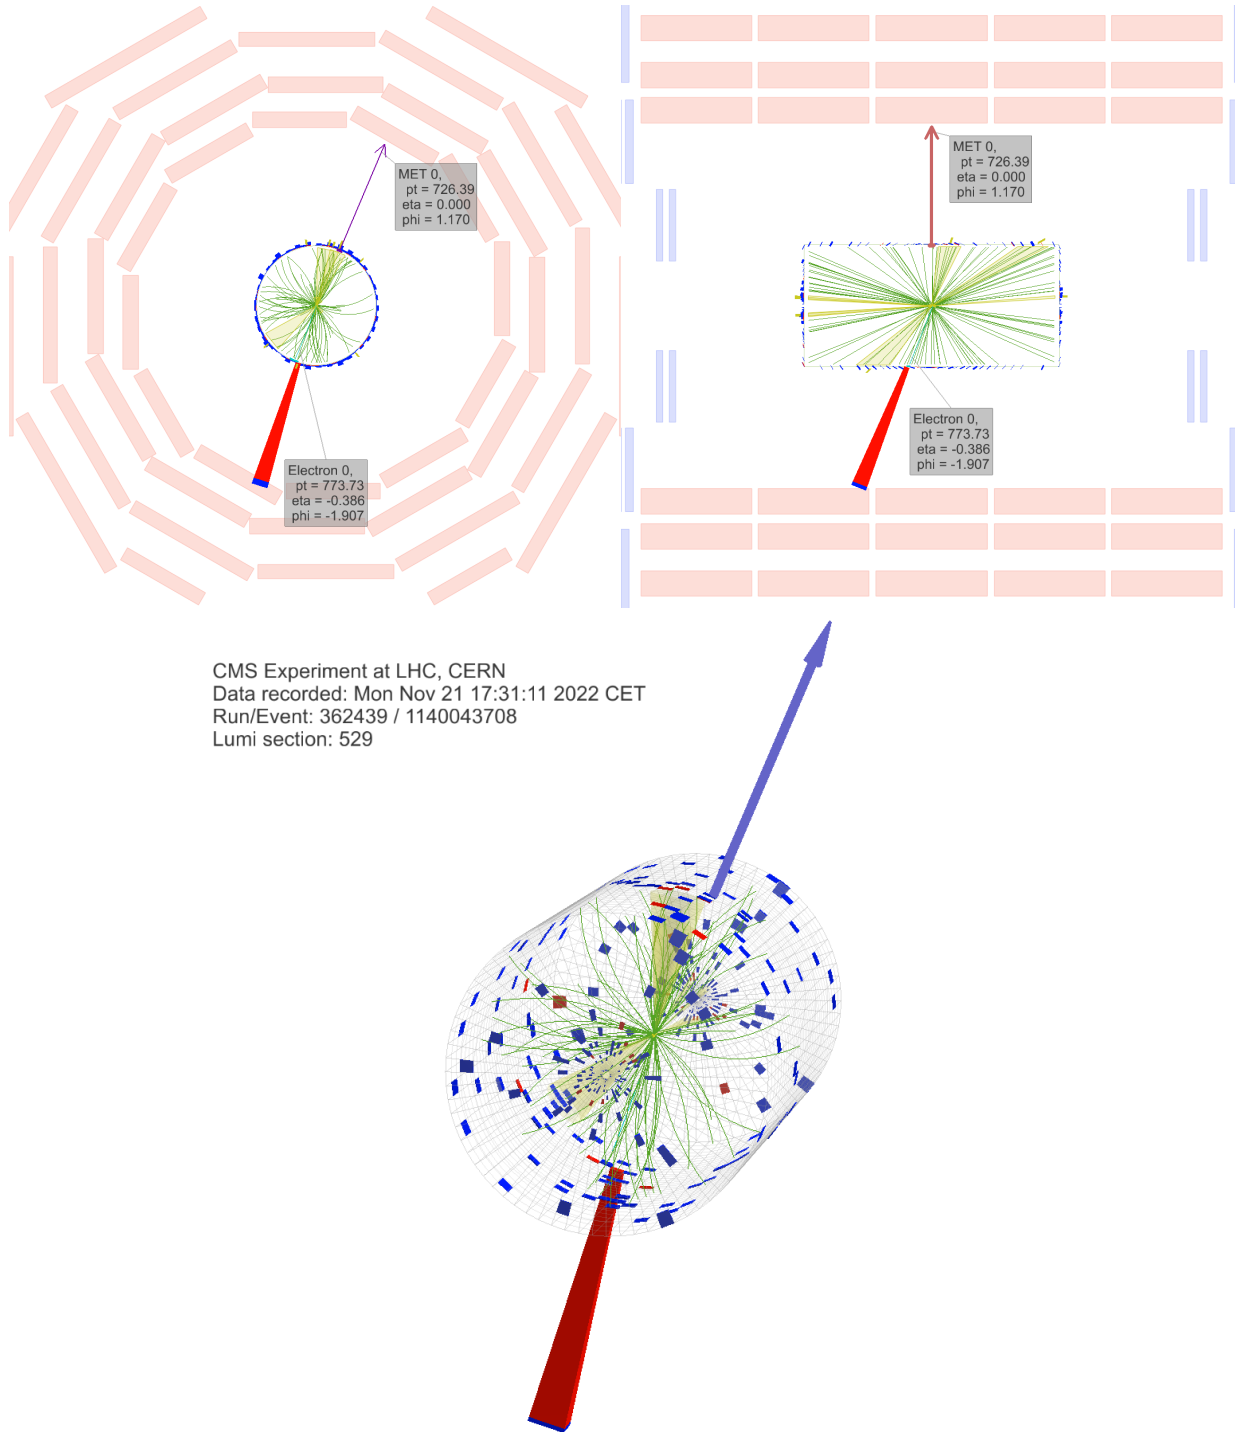 MET 0,
pt = 726.39
eta = 0.000
phi = 1.170
Electron 0,
pt = 773.73
eta = -0.386
phi = -1.907
MET 0,
pt = 726.39
eta = 0.000
phi = 1.170
Electron 0,
pt = 773.73
eta = -0.386
phi = -1.907
CMS Experiment at LHC, CERN
Data recorded: Mon Nov 21 17:31:11 2022 CET
Run/Event: 362439 / 1140043708
Lumi section: 529